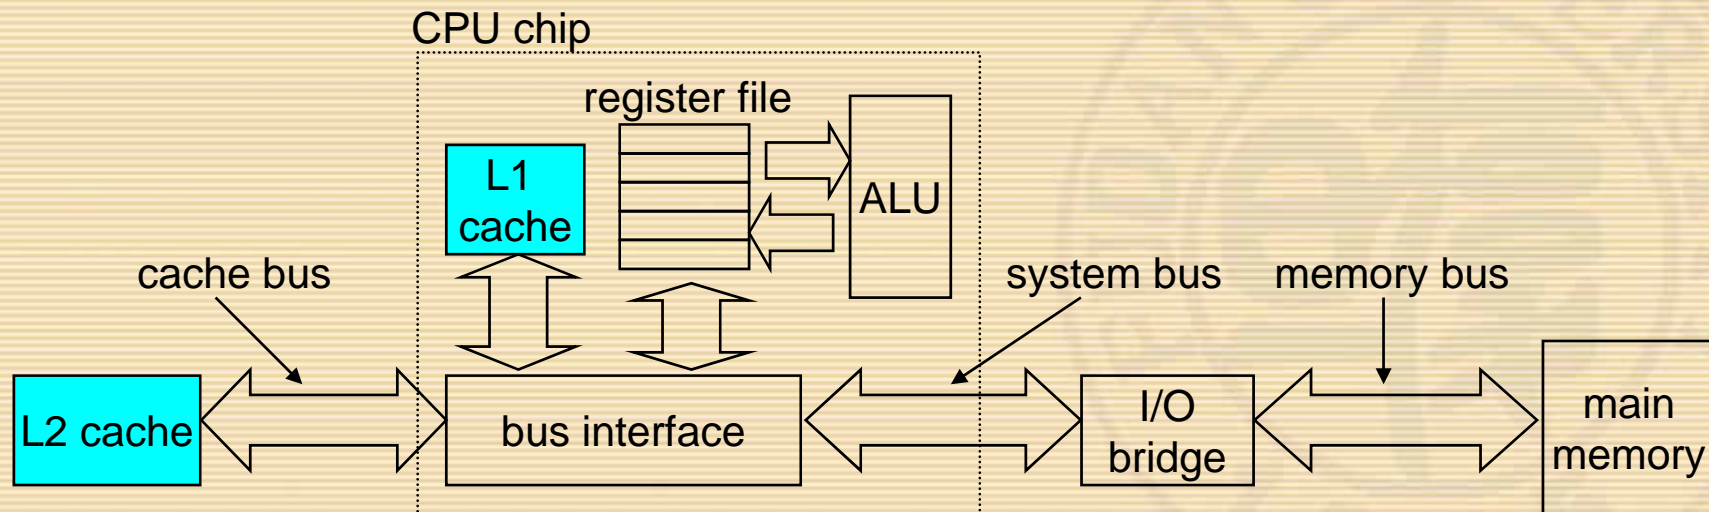 CPU chip
register file
L1
cache
ALU
cache bus
system bus
memory bus
L2 cache
bus interface
I/O
bridge
main
memory